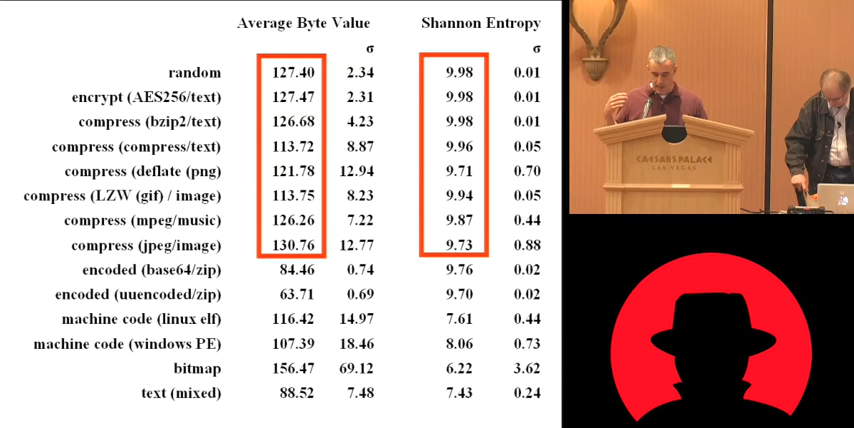 Average Byte Value Shannon Entropy
σ σ
random 127.40 2.34 9.98 0.01
encrypt (AES256/text) 127.47 2.31 9.98 0.01
compress (bzip2/text) 126.68 4.23 9.98 0.01
compress (compress/text) 113.72 8.87 9.96 0.05
compress (deflate (png) 121.78 12.94 9.71 0.70
compress (LZW (gif) / image) 113.75 8.23 9.94 0.05
compress (mpeg/music) 126.26 7.22 9.87 0.44
compress (jpeg/image) 130.76 12.77 9.73 0.88
encoded (base64/zip) 84.46 0.74 9.76 0.02
encoded (uuencoded/zip) 63.71 0.69 9.70 0.02
machine code (linux elf) 116.42 14.97 7.61 0.44
machine code (windows PE) 107.39 18.46 8.06 0.73
bitmap 156.47 69.12 6.22 3.62
text (mixed) 88.52 7.48 7.43 0.24
CAESARS PALACE
LAS VEGAS